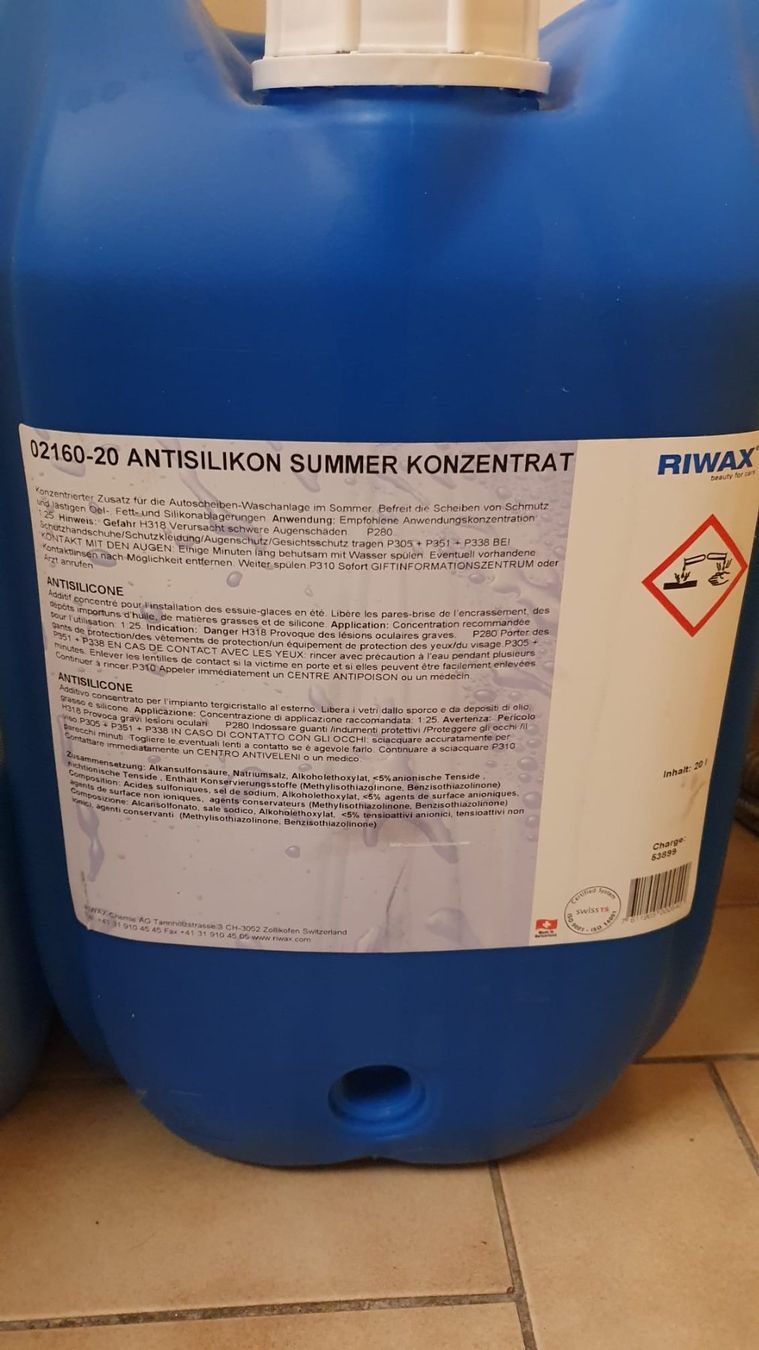 02160-20 ANTISILIKON SUMMER KONZENTRAT
RIWAX®
beauty for cars
Konzentrierter Zusatz für die Autoscheiben-Waschanlage im Sommer. Befreit die Scheiben von Schmutz
und lästigen Oel-, Fett- und Silikonablagerungen Anwendung: Empfohlene Anwendungskonzentration
1:25 Hinweis: Gefahr H318 Verursacht schwere Augenschäden P280
Schutzhandschuhe/Schutzkleidung/Augenschutz/Gesichtsschutz tragen P305 + P351 + P338 BEI
KONTAKT MIT DEN AUGEN: Einige Minuten lang behutsam mit Wasser spülen. Eventuell vorhandene
Kontaktlinsen nach Möglichkeit entfernen. Weiter spülen P310 Sofort GIFTINFORMATIONSZENTRUM oder
Arzt anrufen
ANTISILICONE
Additif concentré pour l'installation des essuie-glaces en été. Libère les pares-brise de l'encrassement, des
dépôts importuns d'huile, de matières grasses et de silicone. Application: Concentration recommandée
pour l'utilisation: 1:25. Indication: Danger H318 Provoque des lésions oculaires graves. P280 Porter des
gants de protection/des vêtements de protection/un équipement de protection des yeux/du visage P305 +
P351 + P338 EN CAS DE CONTACT AVEC LES YEUX: rincer avec précaution à l'eau pendant plusieurs
minutes. Enlever les lentilles de contact si la victime en porte et si elles peuvent être facilement enlevées
Continuer à rincer P310 Appeler immédiatement un CENTRE ANTIPOISON ou un médecin
ANTISILICONE
Additivo concentrato per l'impianto tergicristallo al esterno. Libera i vetri dallo sporco e da depositi di olio,
grasso e silicone. Applicazione: Concentrazione di applicazione raccomandata: 1:25. Avertenza: Pericolo
H318 Provoca gravi lesioni oculari P280 Indossare guanti /indumenti protettivi /Proteggere gli occhi /il
viso P305 + P351 + P338 IN CASO DI CONTATTO CON GLI OCCHI: sciacquare accuratamente per
parecchi minuti. Togliere le eventuali lenti a contatto se è agevole farlo. Continuare a sciacquare P310
Contattare immediatamente un CENTRO ANTIVELENI o un medico.
Zusammensetzung: Alkansulfonsäure, Natriumsalz, Alkoholethoxylat, <5% anionische Tenside ,
nichtionische Tenside , Enthält Konservierungsstoffe (Methylisothiazolinone, Benzisothiazolinone)
Composition: Acides sulfoniques, sel de sodium, Alkoholethoxylat, <5% agents de surface anioniques,
agents de surface non ioniques, agents conservateurs (Methylisothiazolinone, Benzisothiazolinone)
Composizione: Alcansolfonato, sale sodico, Alkoholethoxylat, <5% tensioattivi anionici, tensioattivi non
ionici, agenti conservanti (Methylisothiazolinone, Benzisothiazolinone)
Inhalt: 20 l
Charge:
53899
Certified System
swiss TS
ISO 9001 - ISO 14001
Made in
Switzerland
RIWAX Chemie AG Tannholzstrasse 3 CH-3052 Zollikofen Switzerland
Tel. +41 31 910 45 45 Fax +41 31 910 45 05 www.riwax.com